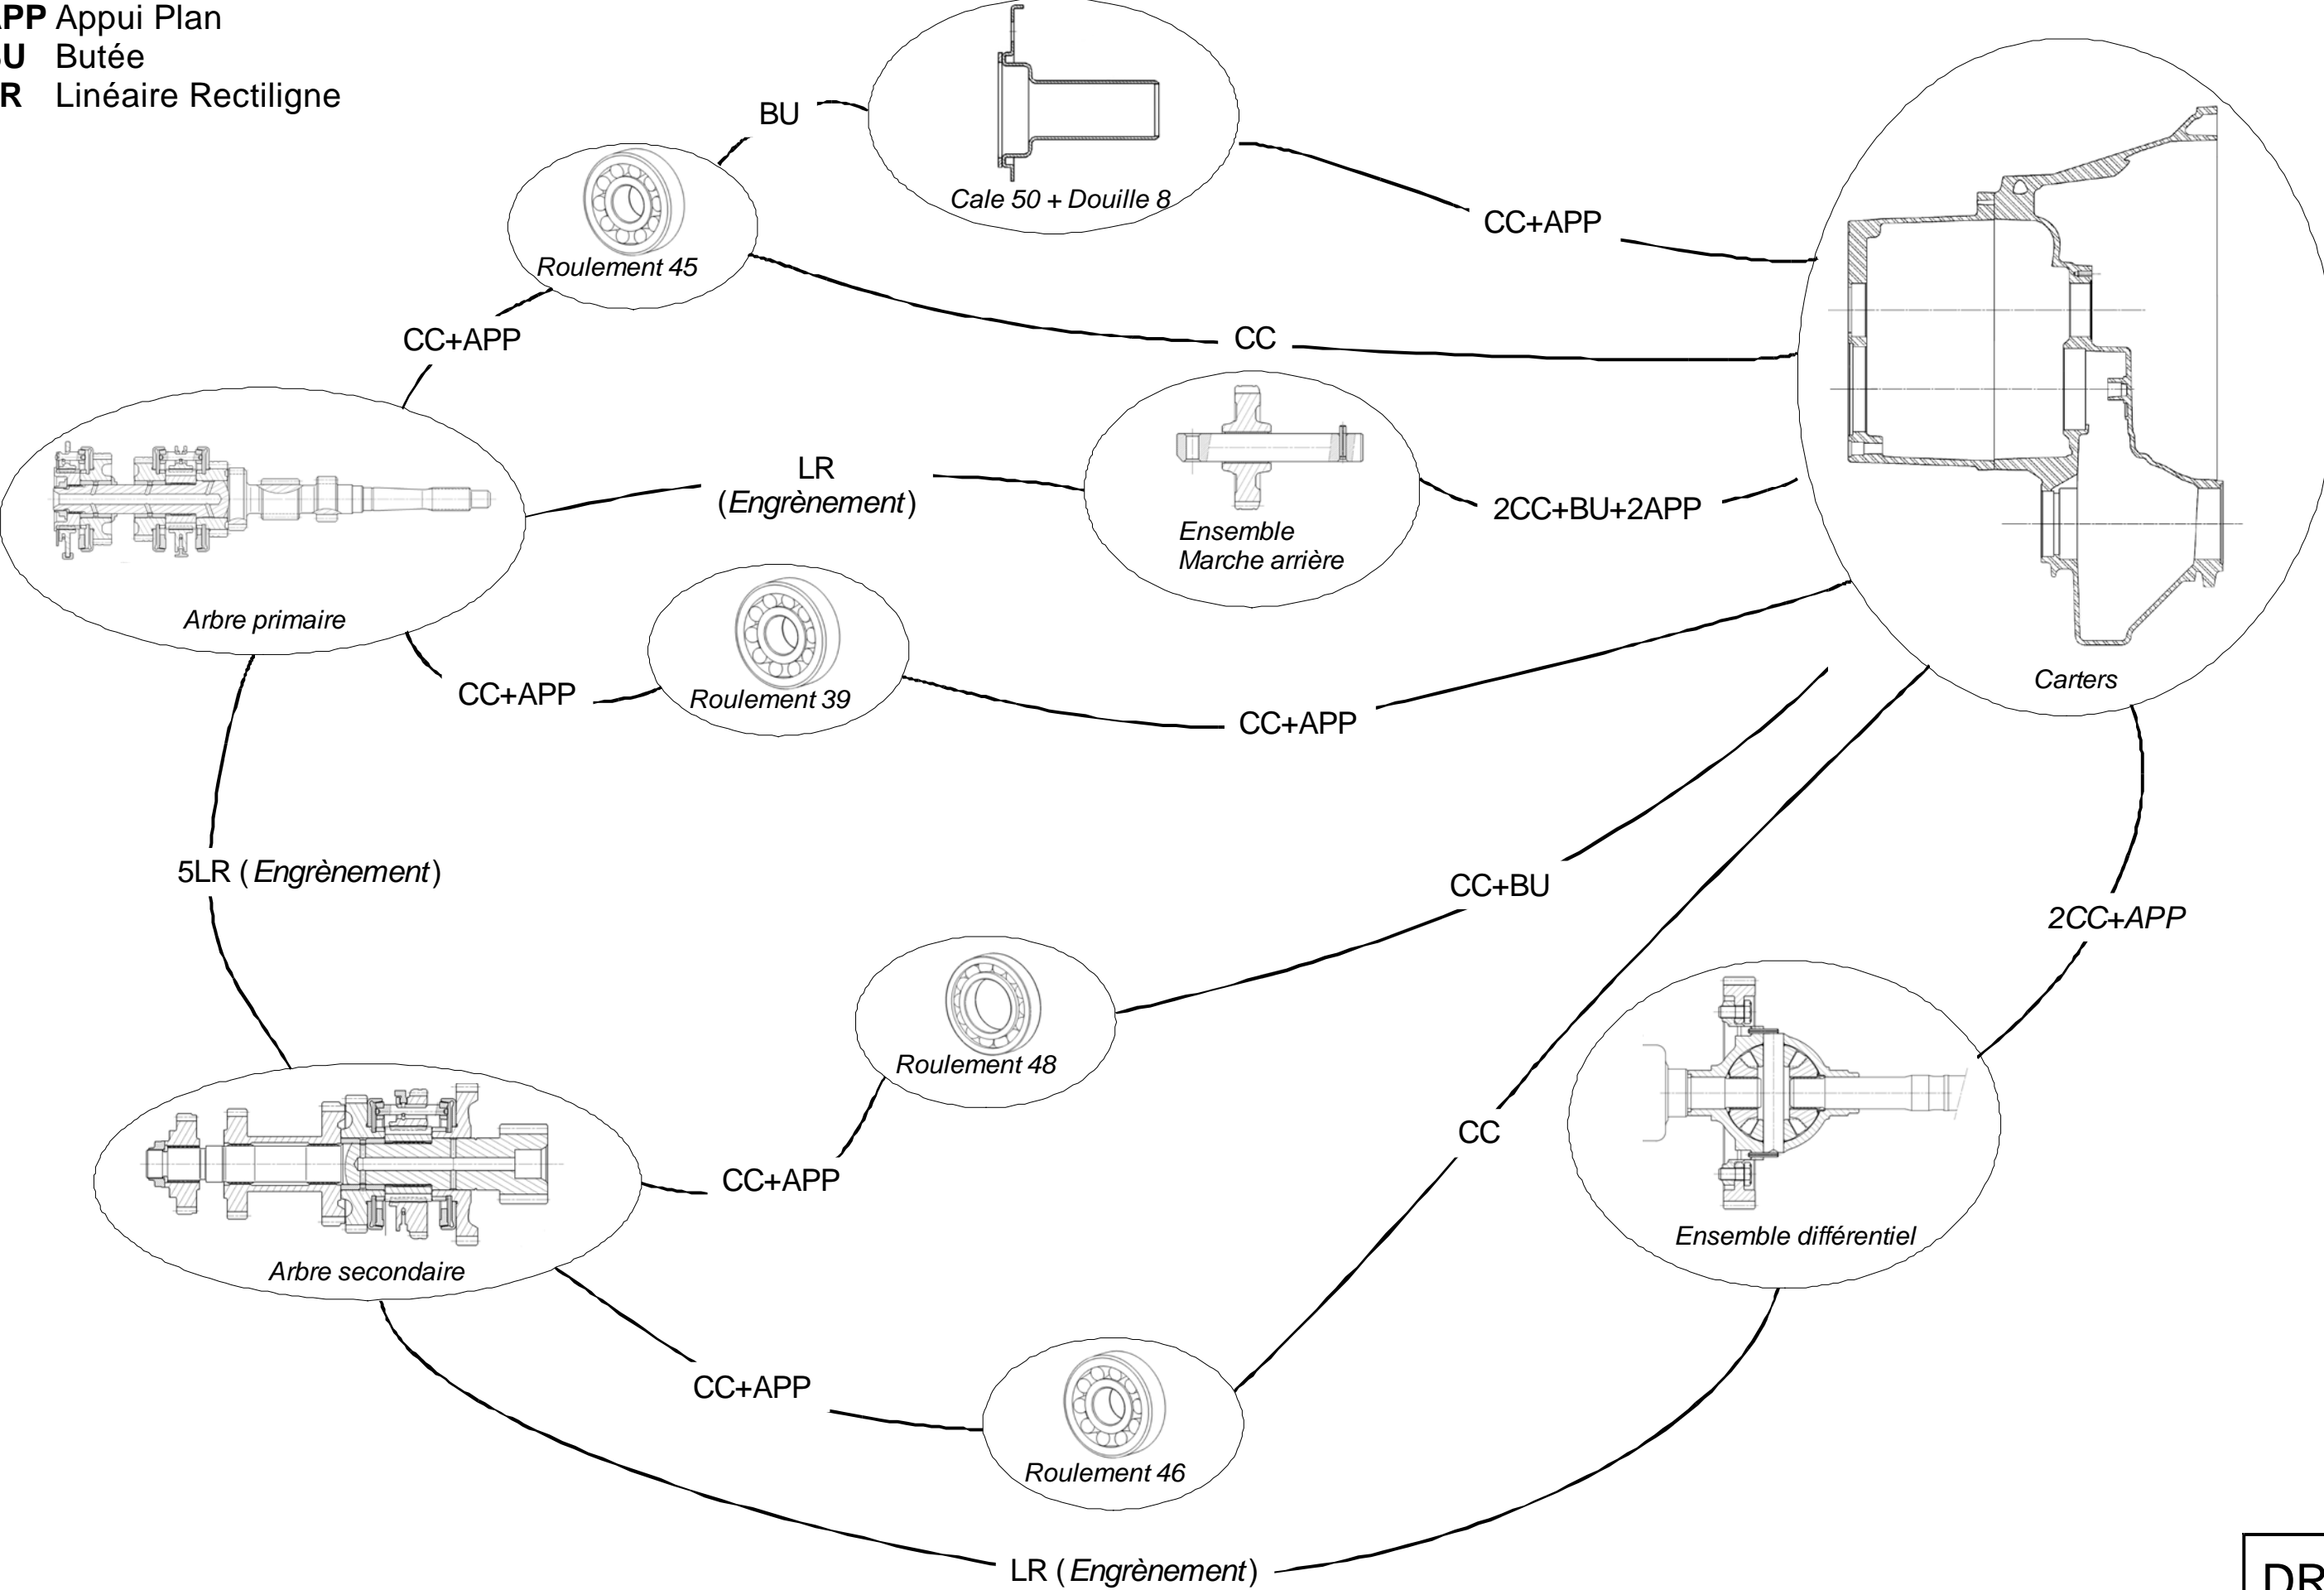 APP Appui Plan
BU Butée
LR Linéaire Rectiligne
BU
Cale 50 + Douille 8
CC+APP
Roulement 45
CC+APP
CC
LR
(Engrènement)
2CC+BU+2APP
Ensemble
Marche arrière
Arbre primaire
CC+APP
Roulement 39
CC+APP
Carters
5LR (Engrènement)
CC+BU
2CC+APP
Roulement 48
CC
CC+APP
Ensemble différentiel
Arbre secondaire
CC+APP
Roulement 46
LR (Engrènement)
DR